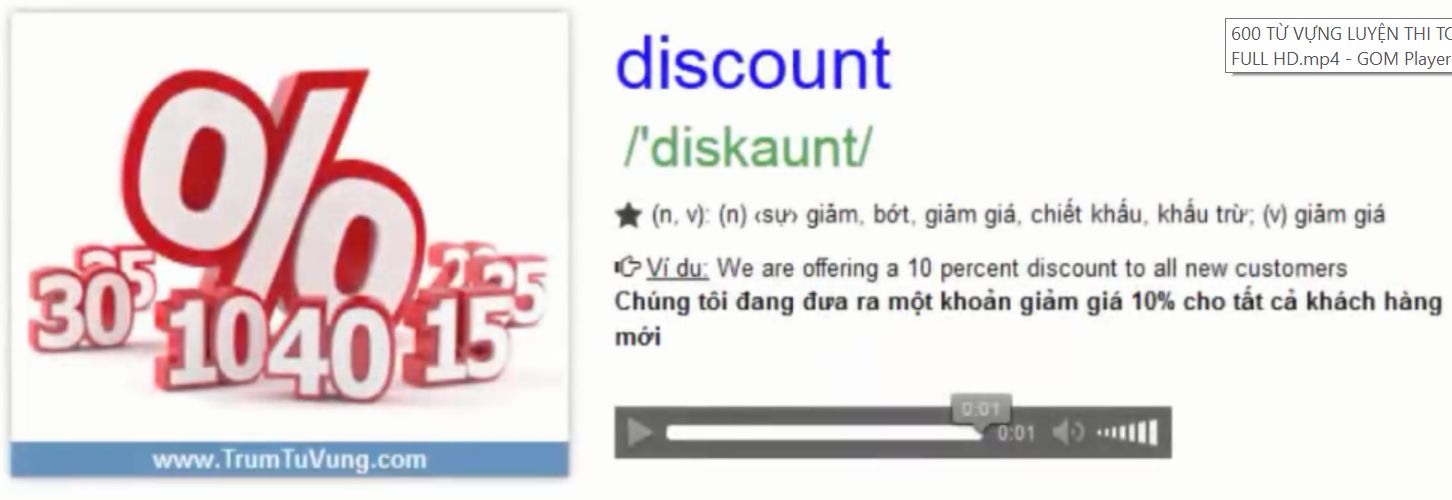 discount
/'diskaunt/
★ (n, v): (n) ‹sự› giảm, bớt, giảm giá, chiết khấu, khấu trừ; (v) giảm giá
Ví du: We are offering a 10 percent discount to all new customers
Chúng tôi đang đưa ra một khoản giảm giá 10% cho tất cả khách hàng
mới
0:01
0:01
%
30 25 10 40 15 25
www.TrumTuVung.com
600 TỪ VỰNG LUYỆN THI TO
FULL HD.mp4 - GOM Player